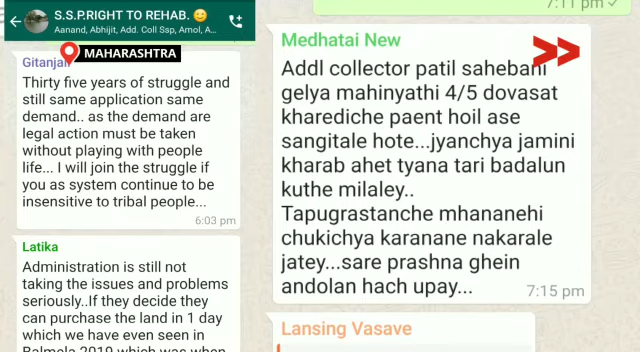 S.S.P.RIGHT TO REHAB. 😊
Aanand, Abhijit, Add. Coll Ssp, Amol, A...
MAHARASHTRA
Gitanjali
Thirty five years of struggle and
still same application same
demand.. as the demand are
legal action must be taken
without playing with people
life... I will join the struggle if
you as system continue to be
insensitive to tribal people...
6:03 pm
Latika
Administration is still not
taking the issues and problems
seriously..If they decide they
can purchase the land in 1 day
which we have even seen in
Balmela 2019 which was when
7:11 pm
Medhatai New
Addl collector patil sahebani
gelya mahinyathi 4/5 dovasat
kharediche paent hoil ase
sangitale hote...jyanchya jamini
kharab ahet tyana tari badalun
kuthe milaley..
Tapugrastanche mhananehi
chukichya karanane nakarale
jatey...sare prashna ghein
andolan hach upay...
7:15 pm
Lansing Vasave